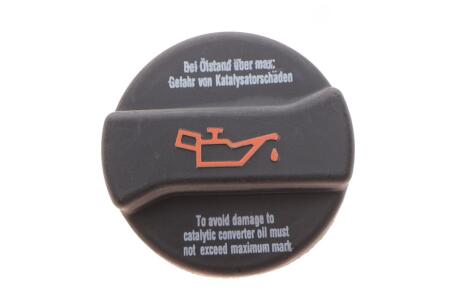 Bei Ölstand über max:
Gefahr von Katalysatorschäden
To avoid damage to
catalytic converter oil must
not exceed maximum mark